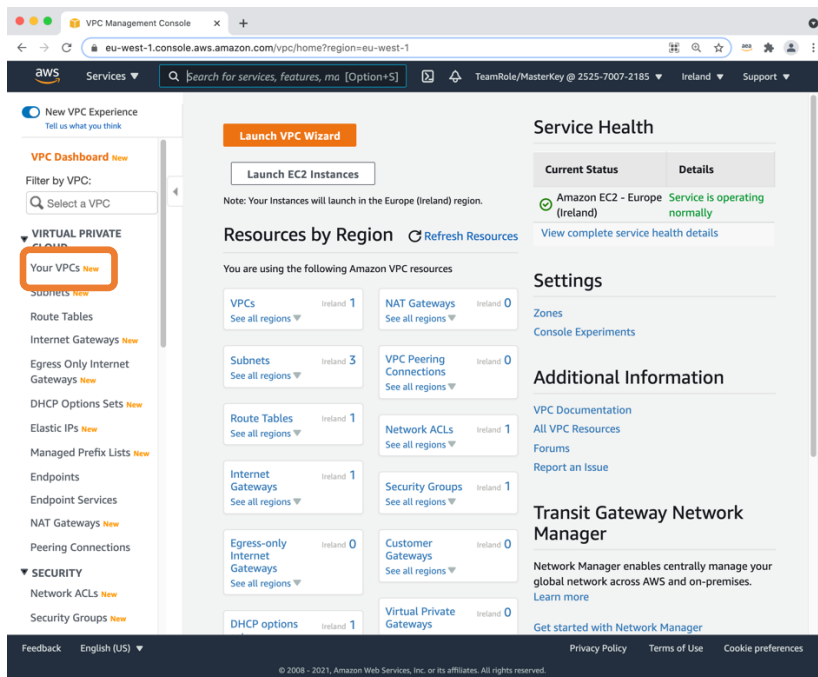 VPC Management Console
eu-west-1.console.aws.amazon.com/vpc/home?region=eu-west-1
aws
Services ▼
Search for services, features, ma [Option+S]
TeamRole/MasterKey @ 2525-7007-2185 ▼
Ireland ▼
Support ▼
New VPC Experience
Tell us what you think
VPC Dashboard New
Filter by VPC:
Select a VPC
VIRTUAL PRIVATE
CLOUD
Your VPCs New
Subnets New
Route Tables
Internet Gateways New
Egress Only Internet
Gateways New
DHCP Options Sets New
Elastic IPs New
Managed Prefix Lists New
Endpoints
Endpoint Services
NAT Gateways New
Peering Connections
SECURITY
Network ACLs New
Security Groups New
Launch VPC Wizard
Launch EC2 Instances
Note: Your Instances will launch in the Europe (Ireland) region.
Resources by Region
Refresh Resources
You are using the following Amazon VPC resources
VPCs Ireland 1
See all regions ▼
NAT Gateways Ireland 0
See all regions ▼
Subnets Ireland 3
See all regions ▼
VPC Peering Ireland 0
Connections
See all regions ▼
Route Tables Ireland 1
See all regions ▼
Network ACLs Ireland 1
See all regions ▼
Internet Ireland 1
Gateways
See all regions ▼
Security Groups Ireland 1
See all regions ▼
Egress-only Ireland 0
Internet
Gateways
See all regions ▼
Customer Ireland 0
Gateways
See all regions ▼
DHCP options Ireland 1
Virtual Private Ireland 0
Gateways
Service Health
Current Status Details
Amazon EC2 - Europe Service is operating
(Ireland) normally
View complete service health details
Settings
Zones
Console Experiments
Additional Information
VPC Documentation
All VPC Resources
Forums
Report an Issue
Transit Gateway Network
Manager
Network Manager enables centrally manage your
global network across AWS and on-premises.
Learn more
Get started with Network Manager
Feedback English (US) ▼
Privacy Policy Terms of Use Cookie preferences
© 2008 - 2021, Amazon Web Services, Inc. or its affiliates. All rights reserved.